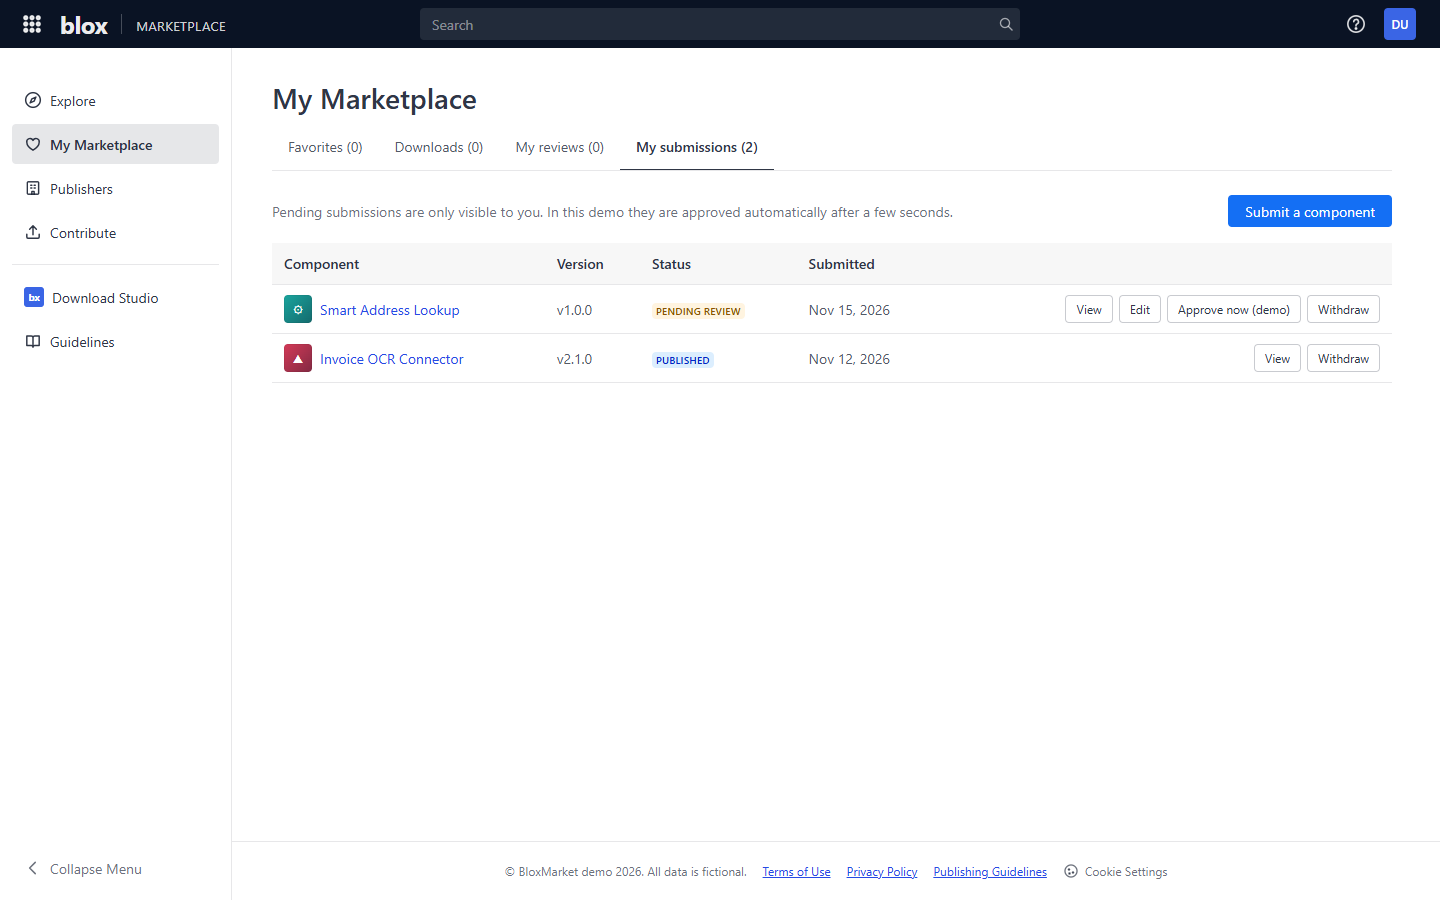 blox MARKETPLACE
Search
DU
Explore
My Marketplace
Publishers
Contribute
bx Download Studio
Guidelines
Collapse Menu
My Marketplace
Favorites (0) Downloads (0) My reviews (0) My submissions (2)
Pending submissions are only visible to you. In this demo they are approved automatically after a few seconds.
Submit a component
Component Version Status Submitted
Smart Address Lookup v1.0.0 PENDING REVIEW Nov 15, 2026 View Edit Approve now (demo) Withdraw
Invoice OCR Connector v2.1.0 PUBLISHED Nov 12, 2026 View Withdraw
© BloxMarket demo 2026. All data is fictional. Terms of Use Privacy Policy Publishing Guidelines Cookie Settings